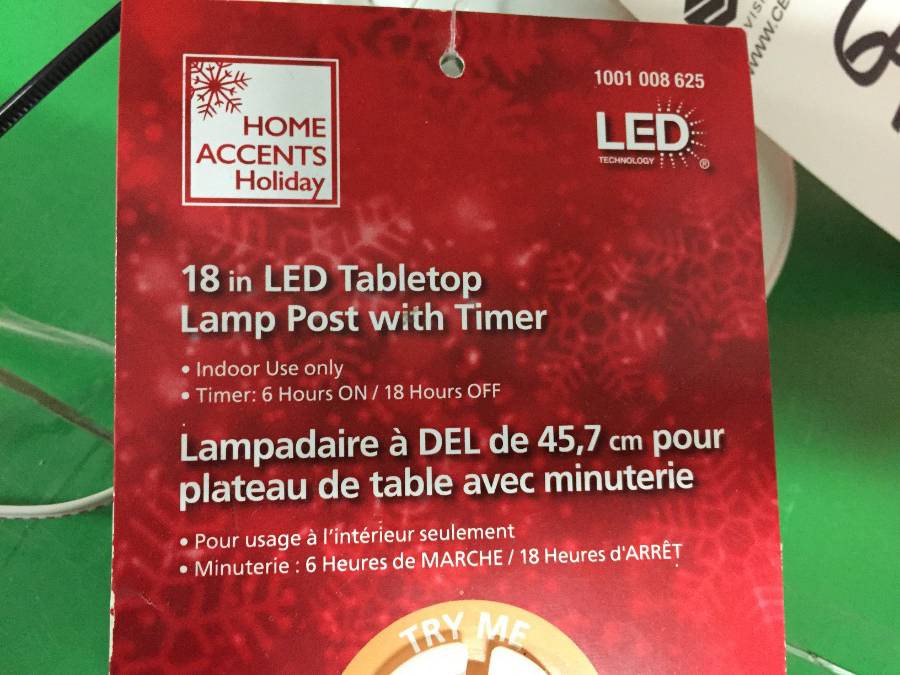 HOME
ACCENTS
Holiday
1001 008 625
LED
TECHNOLOGY
®
18 in LED Tabletop
Lamp Post with Timer
• Indoor Use only
• Timer: 6 Hours ON / 18 Hours OFF
Lampadaire à DEL de 45,7 cm pour
plateau de table avec minuterie
• Pour usage à l'intérieur seulement
• Minuterie : 6 Heures de MARCHE / 18 Heures d'ARRÊT
TRY ME